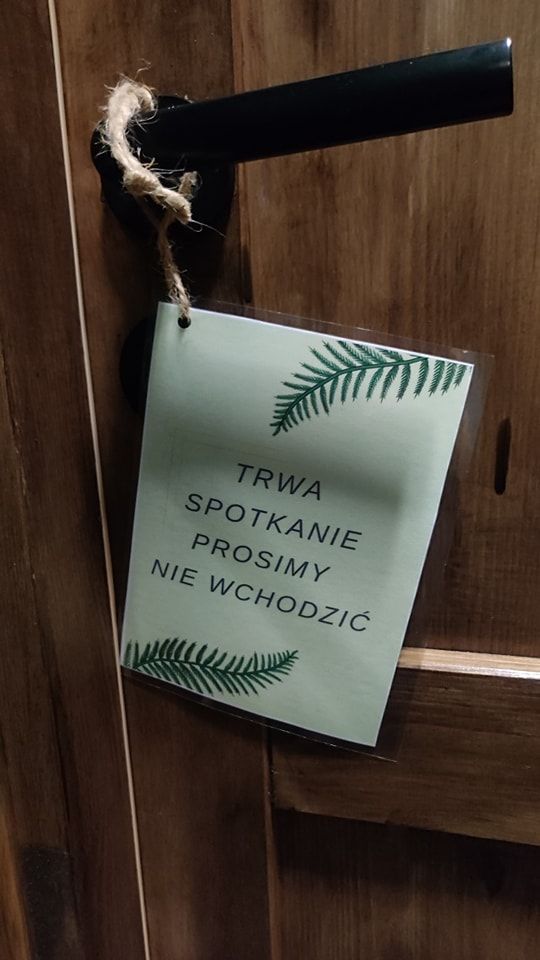 TRWA
SPOTKANIE
PROSIMY
NIE WCHODZIĆ